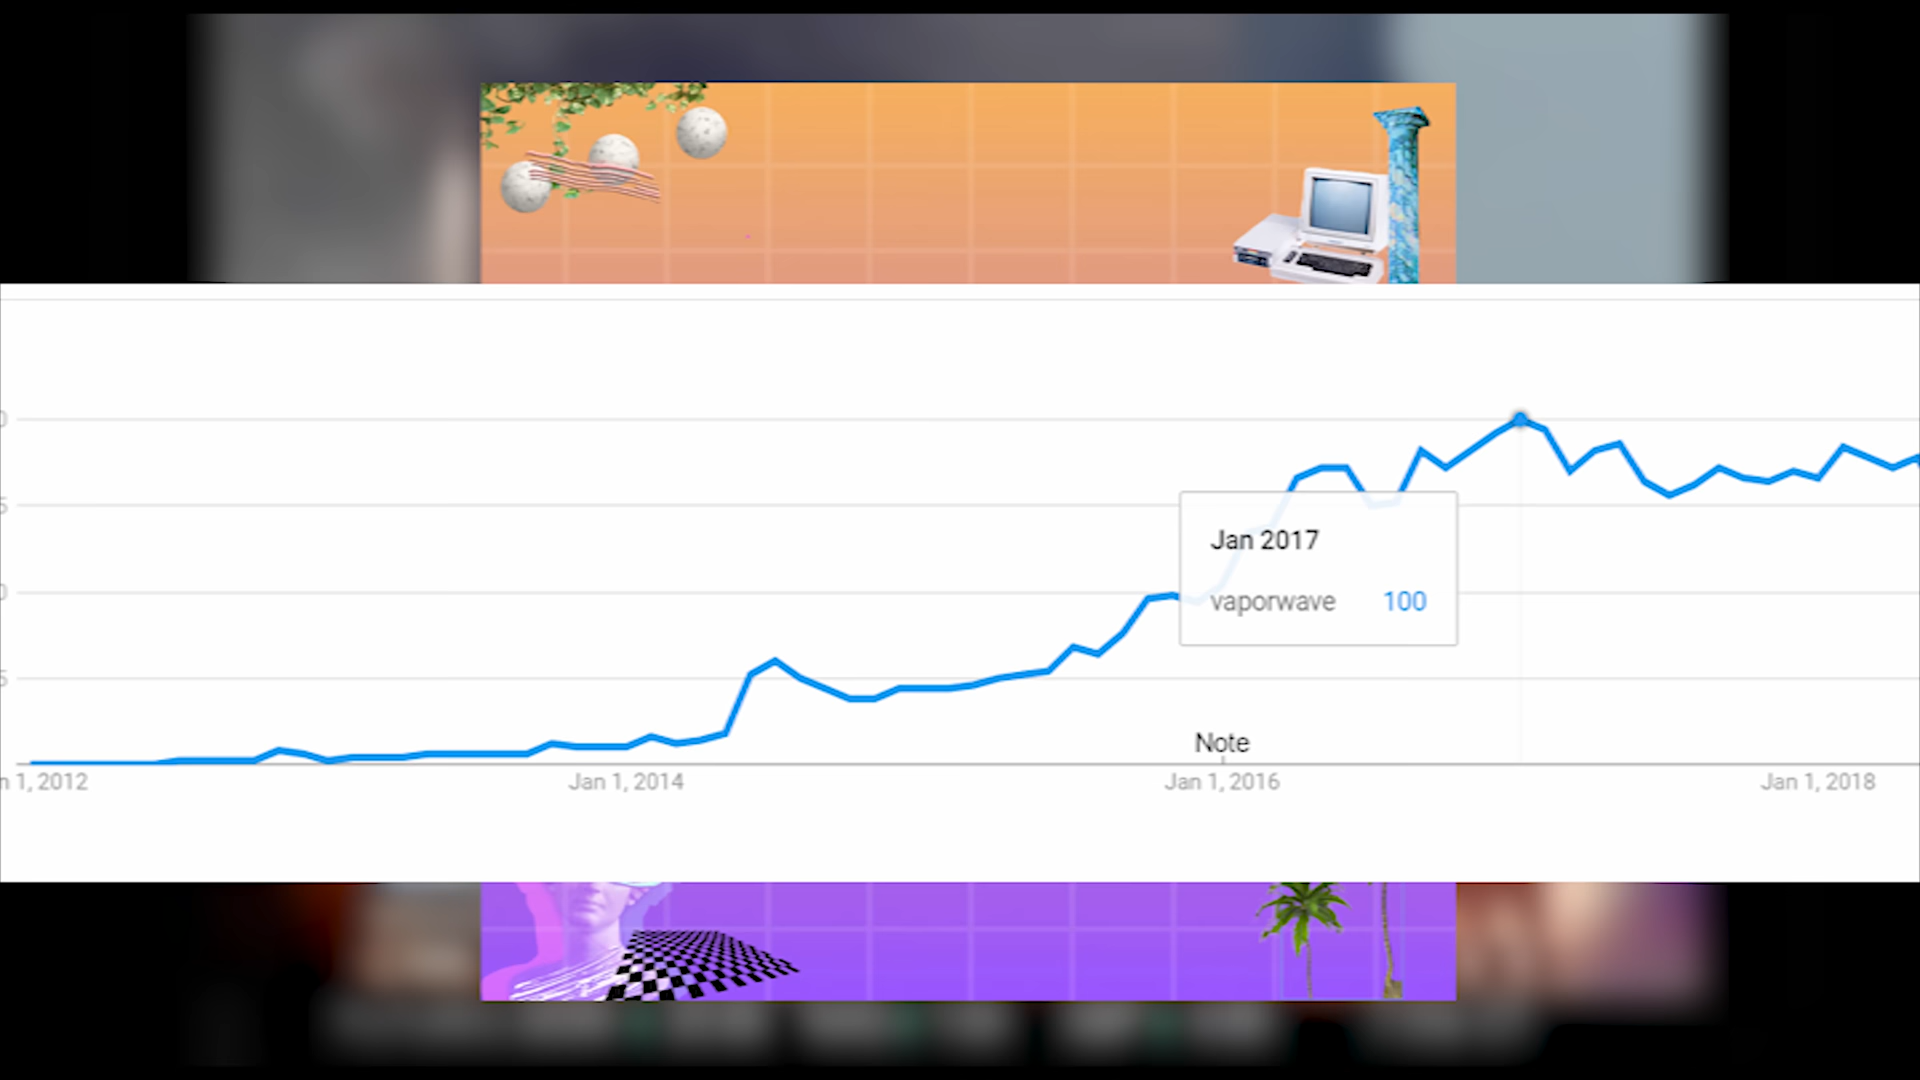 Jan 2017
vaporwave 100
Note
1, 2012 Jan 1, 2014 Jan 1, 2016 Jan 1, 2018